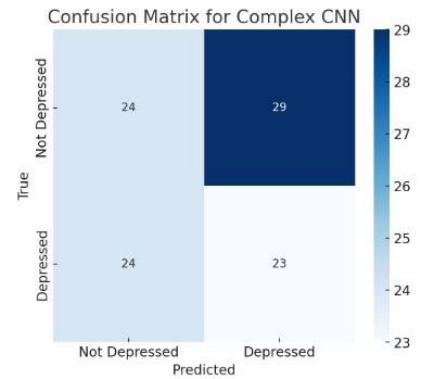 Confusion Matrix for Complex CNN
True
Not Depressed
24
29
Depressed
24
23
Not Depressed
Depressed
Predicted
29
28
27
26
25
24
23